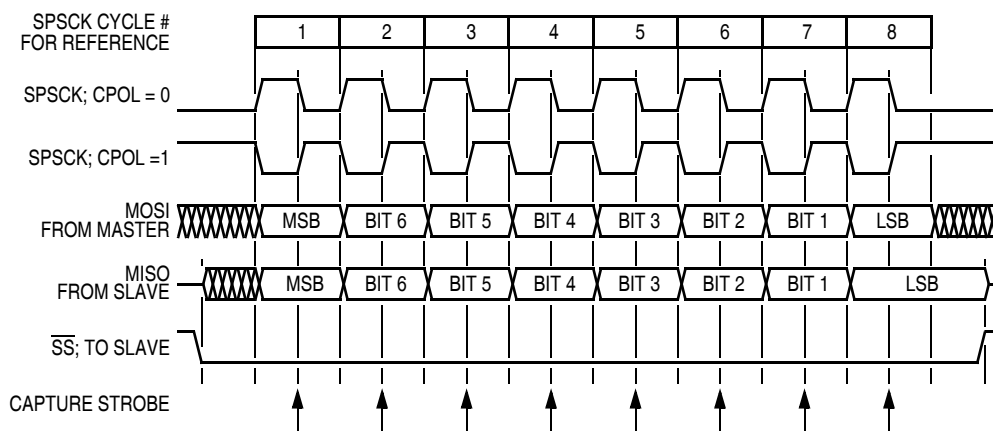 SPSCK CYCLE #
FOR REFERENCE
1 2 3 4 5 6 7 8
SPSCK; CPOL = 0
SPSCK; CPOL =1
MOSI
FROM MASTER
MSB BIT 6 BIT 5 BIT 4 BIT 3 BIT 2 BIT 1 LSB
MISO
FROM SLAVE
MSB BIT 6 BIT 5 BIT 4 BIT 3 BIT 2 BIT 1 LSB
SS; TO SLAVE
CAPTURE STROBE